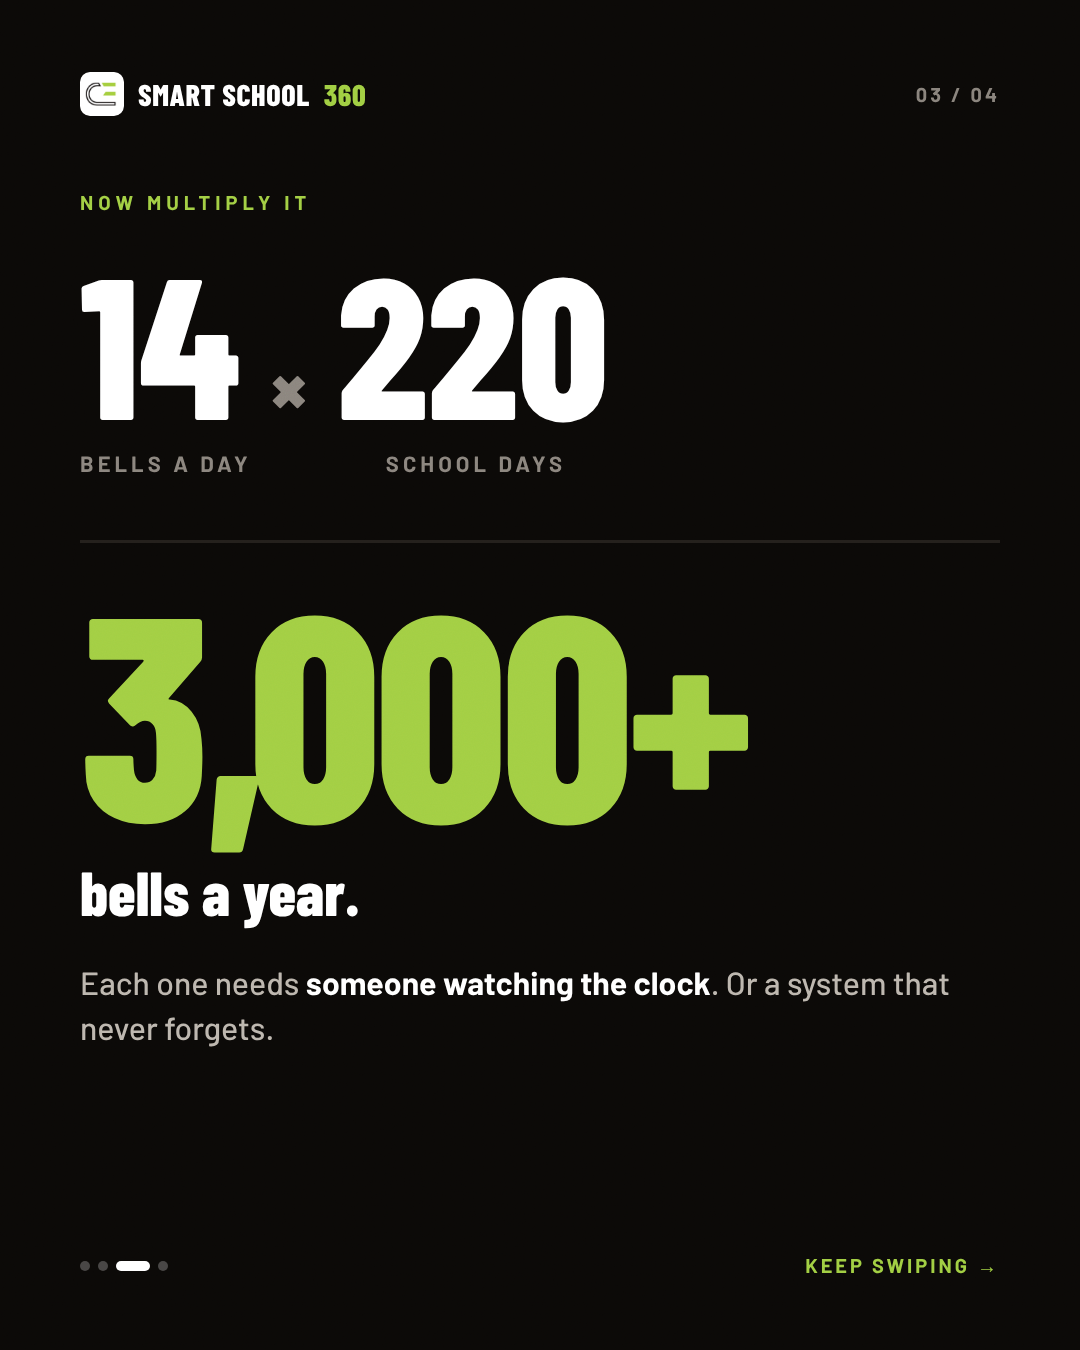 SMART SCHOOL 360
03 / 04
NOW MULTIPLY IT
14 × 220
BELLS A DAY
SCHOOL DAYS
3,000+
bells a year.
Each one needs someone watching the clock. Or a system that
never forgets.
KEEP SWIPING →